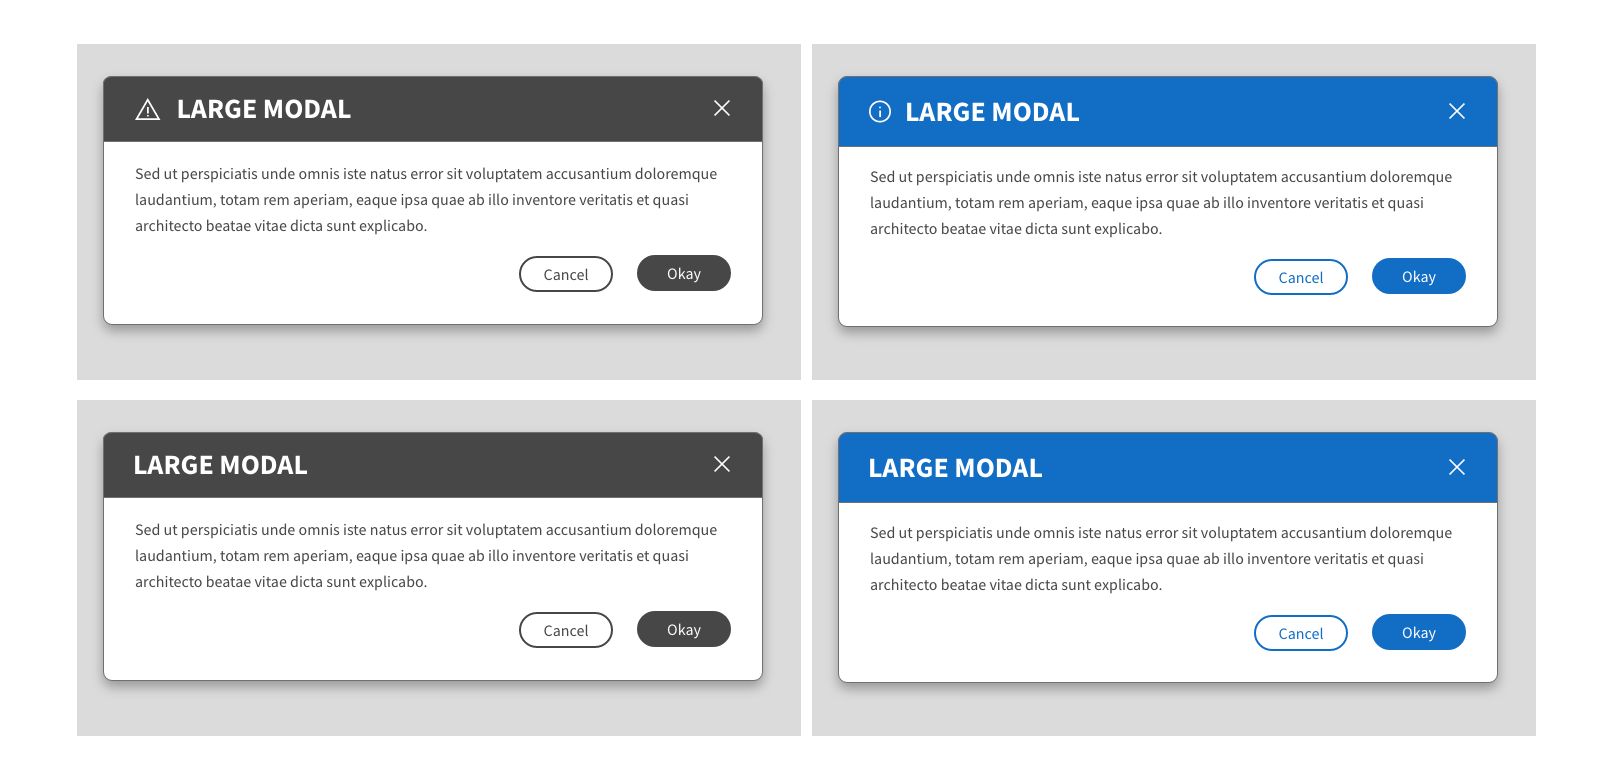 LARGE MODAL
Sed ut perspiciatis unde omnis iste natus error sit voluptatem accusantium doloremque
laudantium, totam rem aperiam, eaque ipsa quae ab illo inventore veritatis et quasi
architecto beatae vitae dicta sunt explicabo.
Cancel Okay
LARGE MODAL
Sed ut perspiciatis unde omnis iste natus error sit voluptatem accusantium doloremque
laudantium, totam rem aperiam, eaque ipsa quae ab illo inventore veritatis et quasi
architecto beatae vitae dicta sunt explicabo.
Cancel Okay
LARGE MODAL
Sed ut perspiciatis unde omnis iste natus error sit voluptatem accusantium doloremque
laudantium, totam rem aperiam, eaque ipsa quae ab illo inventore veritatis et quasi
architecto beatae vitae dicta sunt explicabo.
Cancel Okay
LARGE MODAL
Sed ut perspiciatis unde omnis iste natus error sit voluptatem accusantium doloremque
laudantium, totam rem aperiam, eaque ipsa quae ab illo inventore veritatis et quasi
architecto beatae vitae dicta sunt explicabo.
Cancel Okay